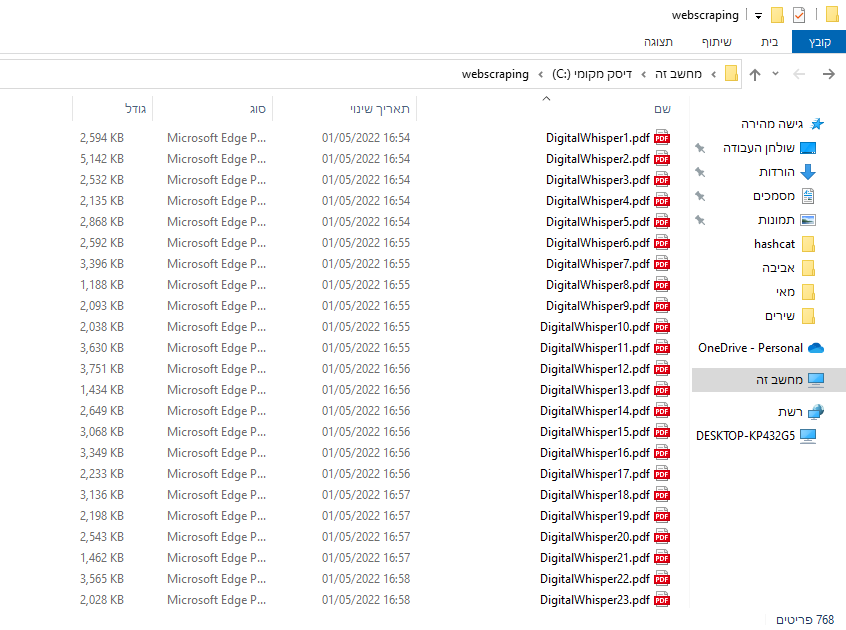 webscraping
קובץ בית שיתוף תצוגה
מחשב זה › דיסק מקומי (C:) › webscraping
שם תאריך שינוי סוג גודל
DigitalWhisper1.pdf 01/05/2022 16:54 Microsoft Edge P... 2,594 KB
DigitalWhisper2.pdf 01/05/2022 16:54 Microsoft Edge P... 5,142 KB
DigitalWhisper3.pdf 01/05/2022 16:54 Microsoft Edge P... 2,532 KB
DigitalWhisper4.pdf 01/05/2022 16:54 Microsoft Edge P... 2,135 KB
DigitalWhisper5.pdf 01/05/2022 16:54 Microsoft Edge P... 2,868 KB
DigitalWhisper6.pdf 01/05/2022 16:55 Microsoft Edge P... 2,592 KB
DigitalWhisper7.pdf 01/05/2022 16:55 Microsoft Edge P... 3,396 KB
DigitalWhisper8.pdf 01/05/2022 16:55 Microsoft Edge P... 1,188 KB
DigitalWhisper9.pdf 01/05/2022 16:55 Microsoft Edge P... 2,093 KB
DigitalWhisper10.pdf 01/05/2022 16:55 Microsoft Edge P... 2,038 KB
DigitalWhisper11.pdf 01/05/2022 16:55 Microsoft Edge P... 3,630 KB
DigitalWhisper12.pdf 01/05/2022 16:56 Microsoft Edge P... 3,751 KB
DigitalWhisper13.pdf 01/05/2022 16:56 Microsoft Edge P... 1,434 KB
DigitalWhisper14.pdf 01/05/2022 16:56 Microsoft Edge P... 2,649 KB
DigitalWhisper15.pdf 01/05/2022 16:56 Microsoft Edge P... 3,068 KB
DigitalWhisper16.pdf 01/05/2022 16:56 Microsoft Edge P... 3,349 KB
DigitalWhisper17.pdf 01/05/2022 16:56 Microsoft Edge P... 2,233 KB
DigitalWhisper18.pdf 01/05/2022 16:57 Microsoft Edge P... 3,136 KB
DigitalWhisper19.pdf 01/05/2022 16:57 Microsoft Edge P... 2,198 KB
DigitalWhisper20.pdf 01/05/2022 16:57 Microsoft Edge P... 2,543 KB
DigitalWhisper21.pdf 01/05/2022 16:57 Microsoft Edge P... 1,462 KB
DigitalWhisper22.pdf 01/05/2022 16:58 Microsoft Edge P... 3,565 KB
DigitalWhisper23.pdf 01/05/2022 16:58 Microsoft Edge P... 2,028 KB
גישה מהירה
שולחן העבודה
הורדות
מסמכים
תמונות
hashcat
אביבה
מאי
שירים
OneDrive - Personal
מחשב זה
רשת
DESKTOP-KP432G5
768 פריטים